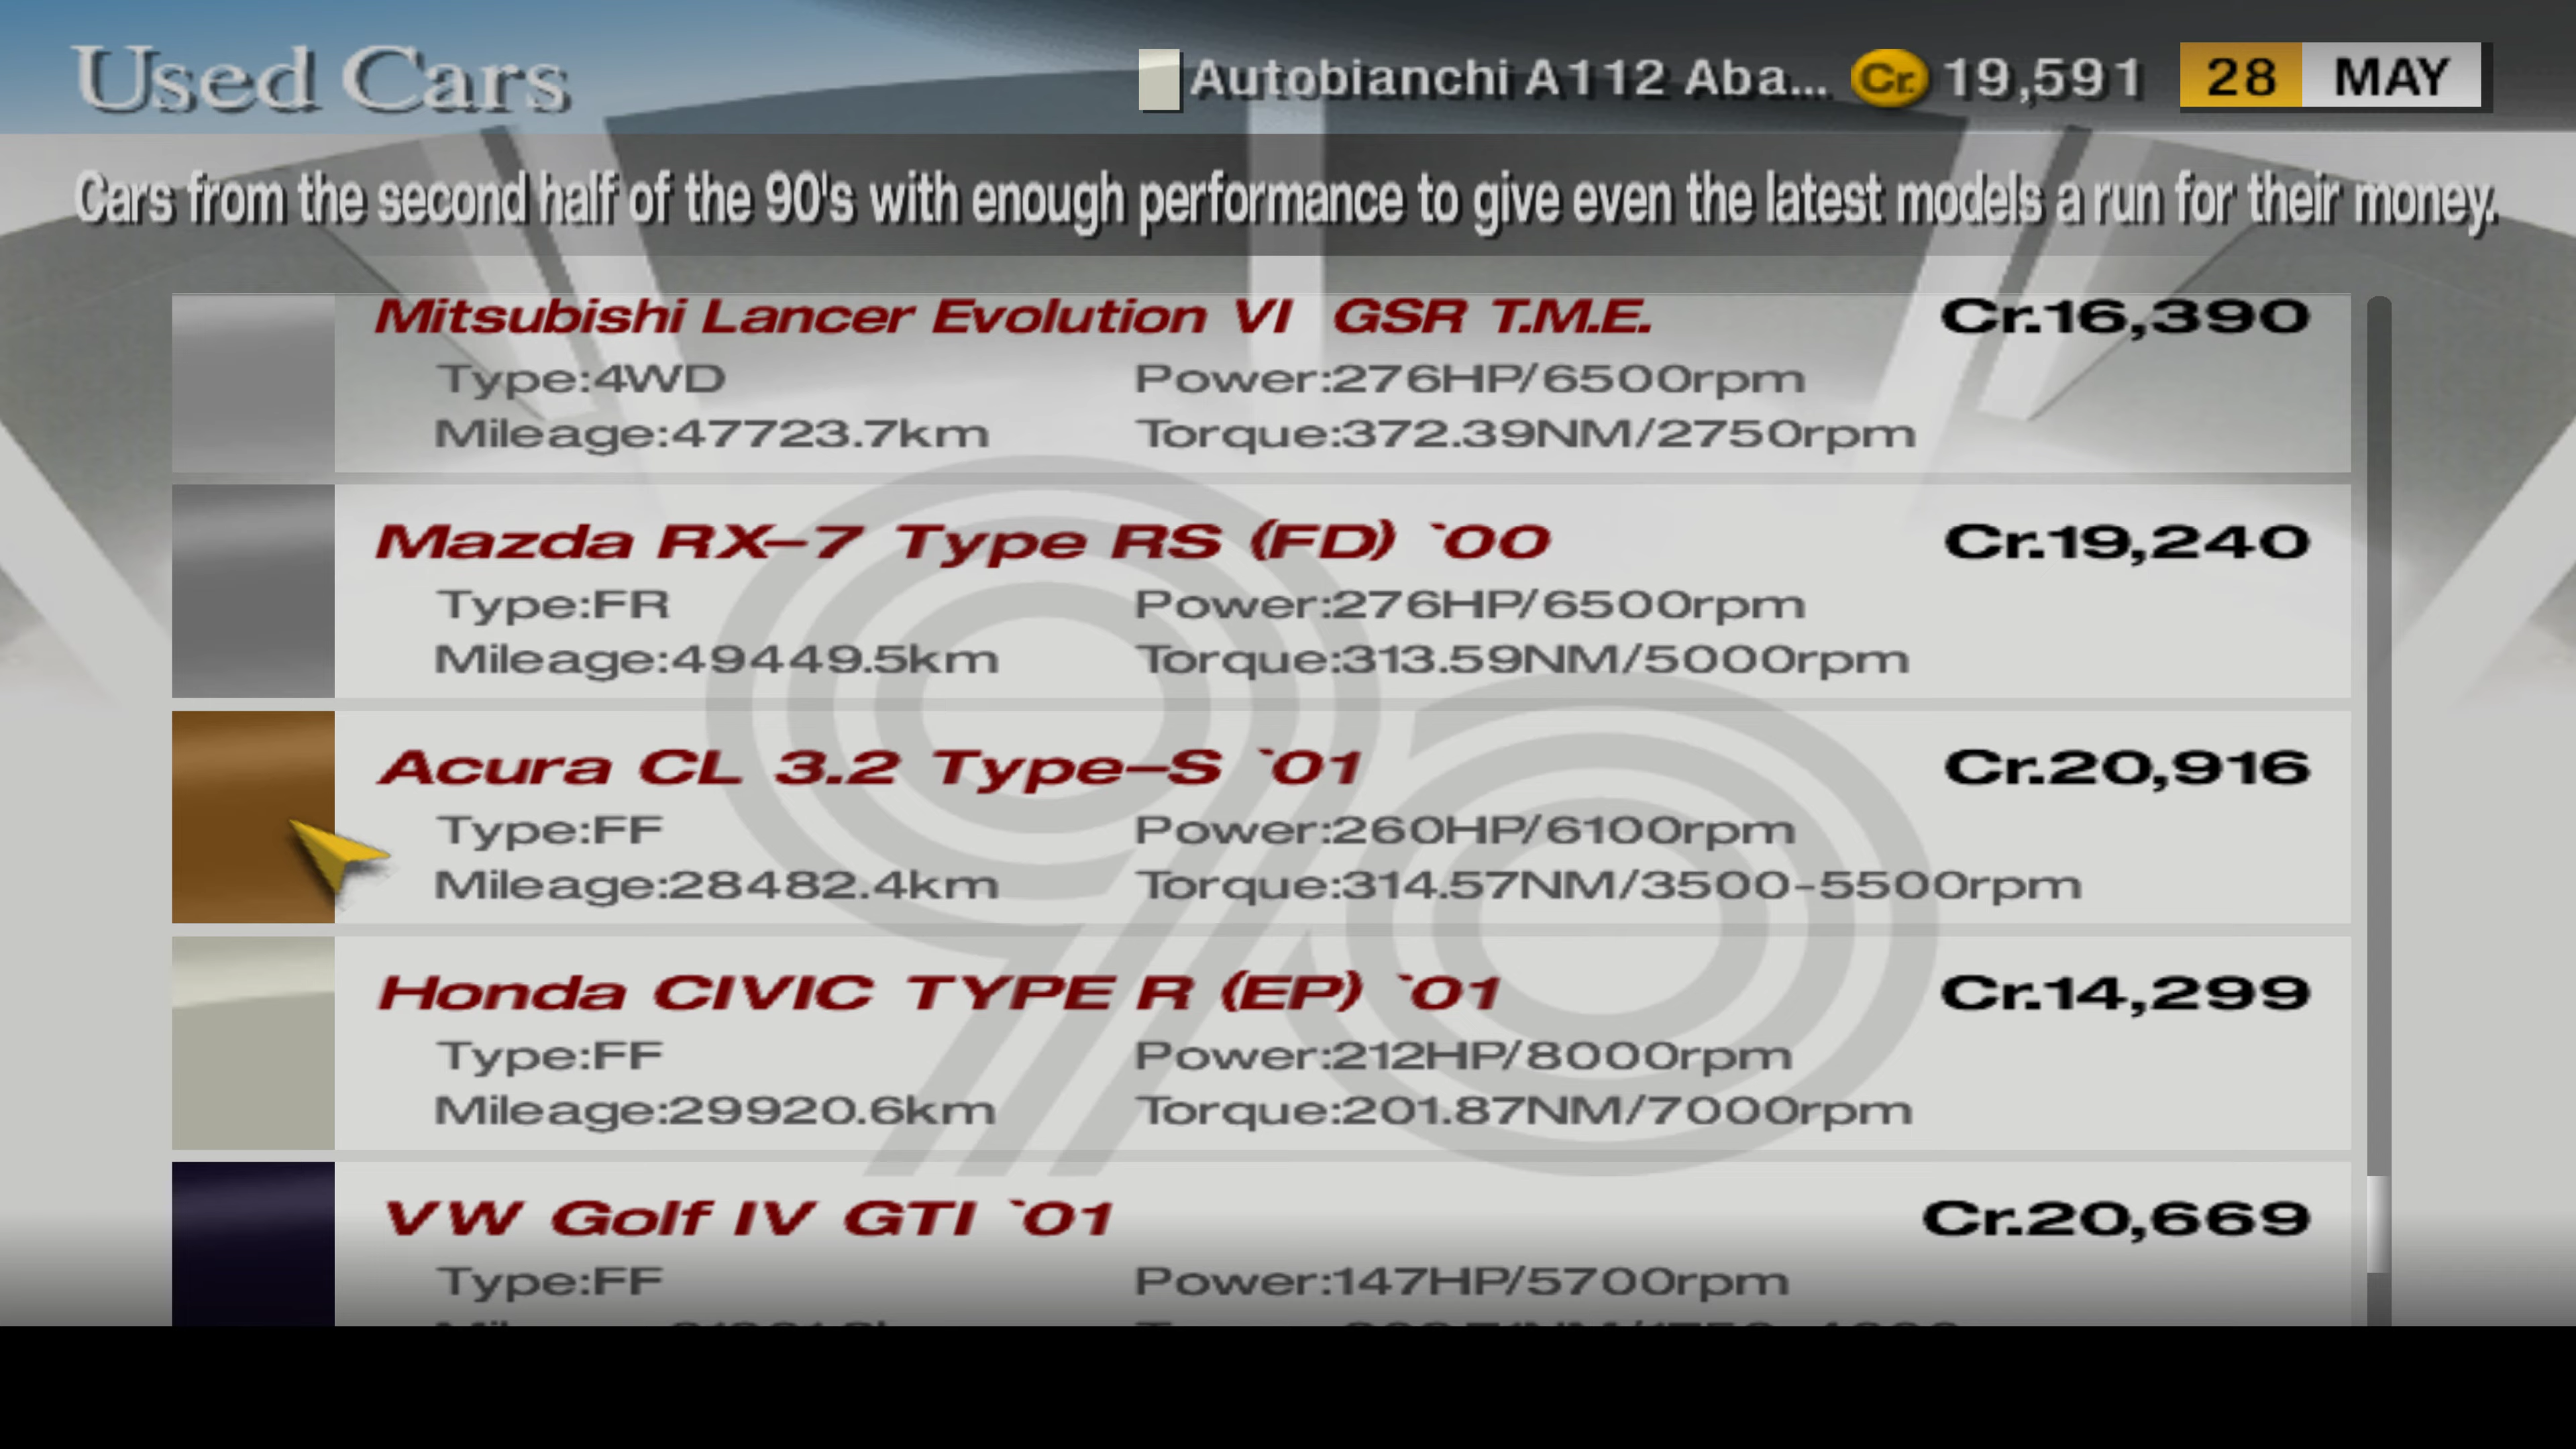 Used Cars
Autobianchi A112 Aba... Cr. 19,591 28 MAY
Cars from the second half of the 90's with enough performance to give even the latest models a run for their money.
Mitsubishi Lancer Evolution VI GSR T.M.E. Cr.16,390
Type:4WD Power:276HP/6500rpm
Mileage:47723.7km Torque:372.39NM/2750rpm
Mazda RX-7 Type RS (FD) `00 Cr.19,240
Type:FR Power:276HP/6500rpm
Mileage:49449.5km Torque:313.59NM/5000rpm
Acura CL 3.2 Type-S `01 Cr.20,916
Type:FF Power:260HP/6100rpm
Mileage:28482.4km Torque:314.57NM/3500-5500rpm
Honda CIVIC TYPE R (EP) `01 Cr.14,299
Type:FF Power:212HP/8000rpm
Mileage:29920.6km Torque:201.87NM/7000rpm
VW Golf IV GTI `01 Cr.20,669
Type:FF Power:147HP/5700rpm
90